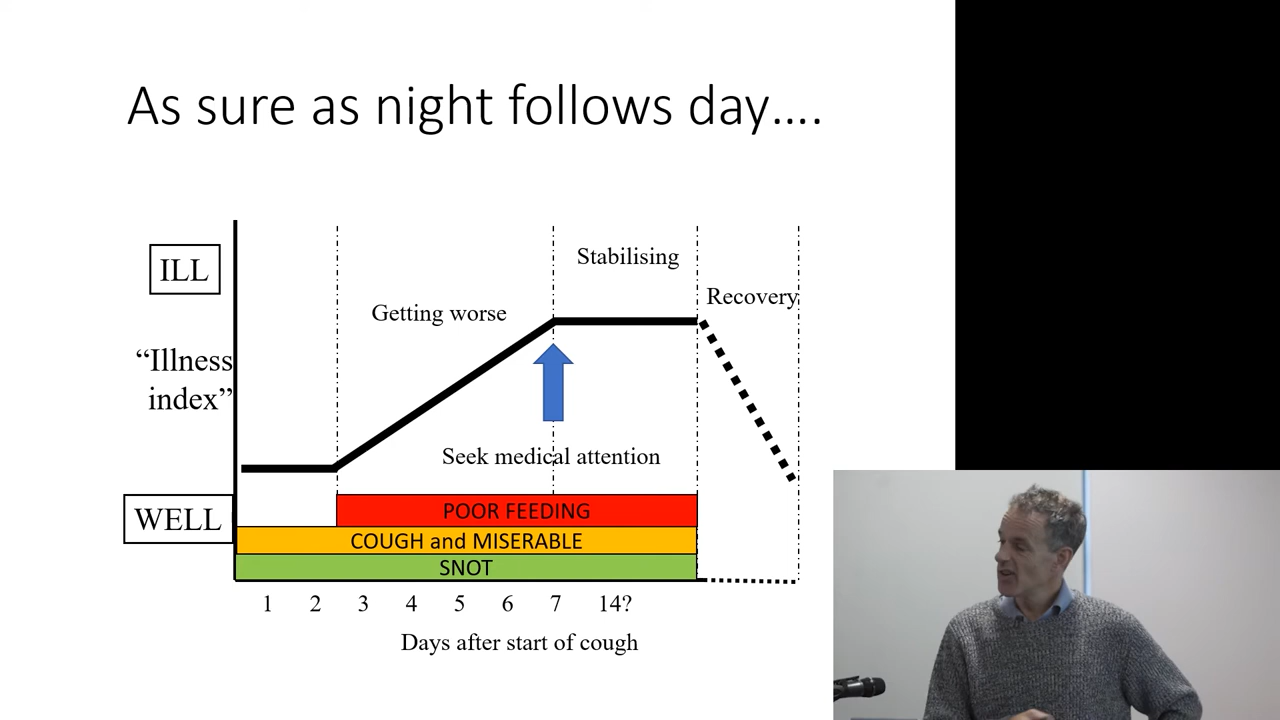 As sure as night follows day....
ILL
Stabilising
Recovery
Getting worse
“Illness
index”
Seek medical attention
WELL
POOR FEEDING
COUGH and MISERABLE
SNOT
1 2 3 4 5 6 7 14?
Days after start of cough